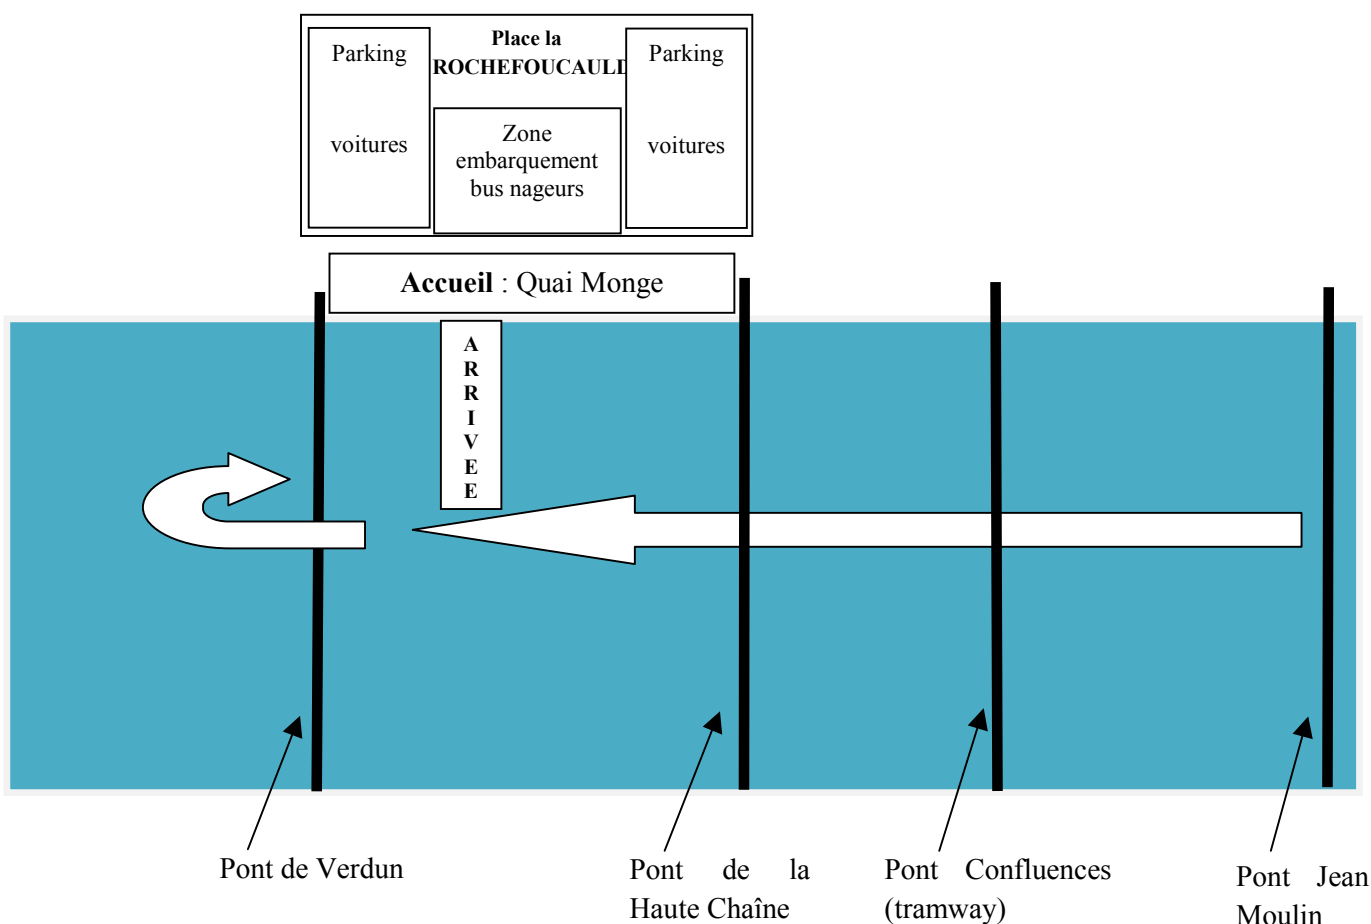 Parking
voitures
Place la
ROCHEFOUCAULD
Zone
embarquement
bus nageurs
Parking
voitures
Accueil : Quai Monge
A
R
R
I
V
E
E
Pont de Verdun
Pont de la
Haute Chaîne
Pont Confluences
(tramway)
Pont Jean
Moulin